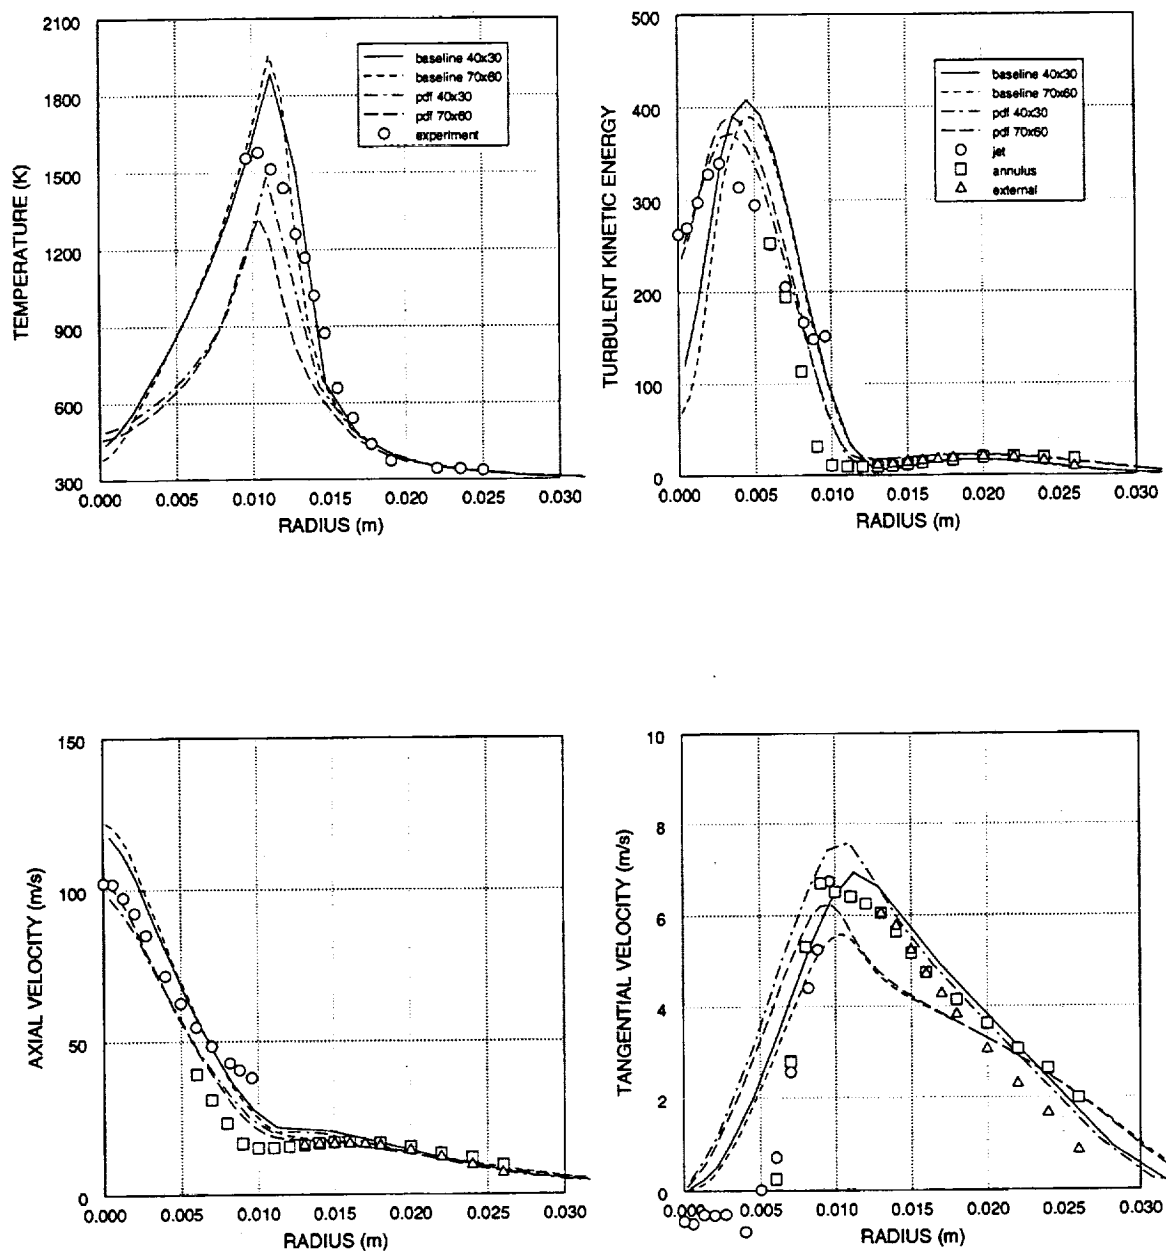 2100
1800
1500
1200
900
600
300
TEMPERATURE (K)
baseline 40x30
baseline 70x60
pdf 40x30
pdf 70x60
experiment
0.000 0.005 0.010 0.015 0.020 0.025 0.030
RADIUS (m)
500
400
300
200
100
0
TURBULENT KINETIC ENERGY
baseline 40x30
baseline 70x60
pdf 40x30
pdf 70x60
jet
annulus
external
0.000 0.005 0.010 0.015 0.020 0.025 0.030
RADIUS (m)
150
100
50
0
AXIAL VELOCITY (m/s)
0.000 0.005 0.010 0.015 0.020 0.025 0.030
RADIUS (m)
10
8
6
4
2
0
TANGENTIAL VELOCITY (m/s)
0.000 0.005 0.010 0.015 0.020 0.025 0.030
RADIUS (m)